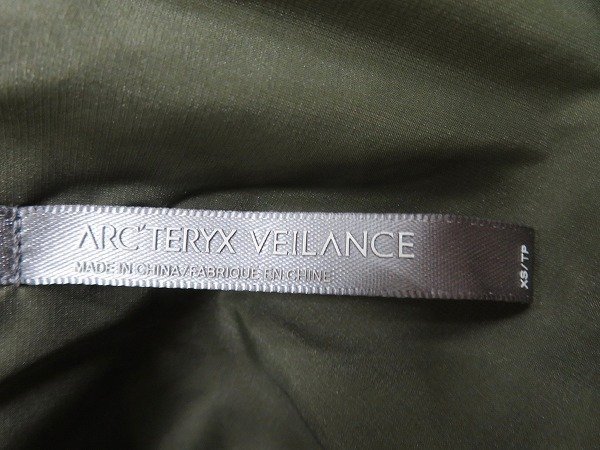 ARC'TERYX VEILANCE
MADE IN CHINA/FABRIQUE EN CHINE
XS/TP